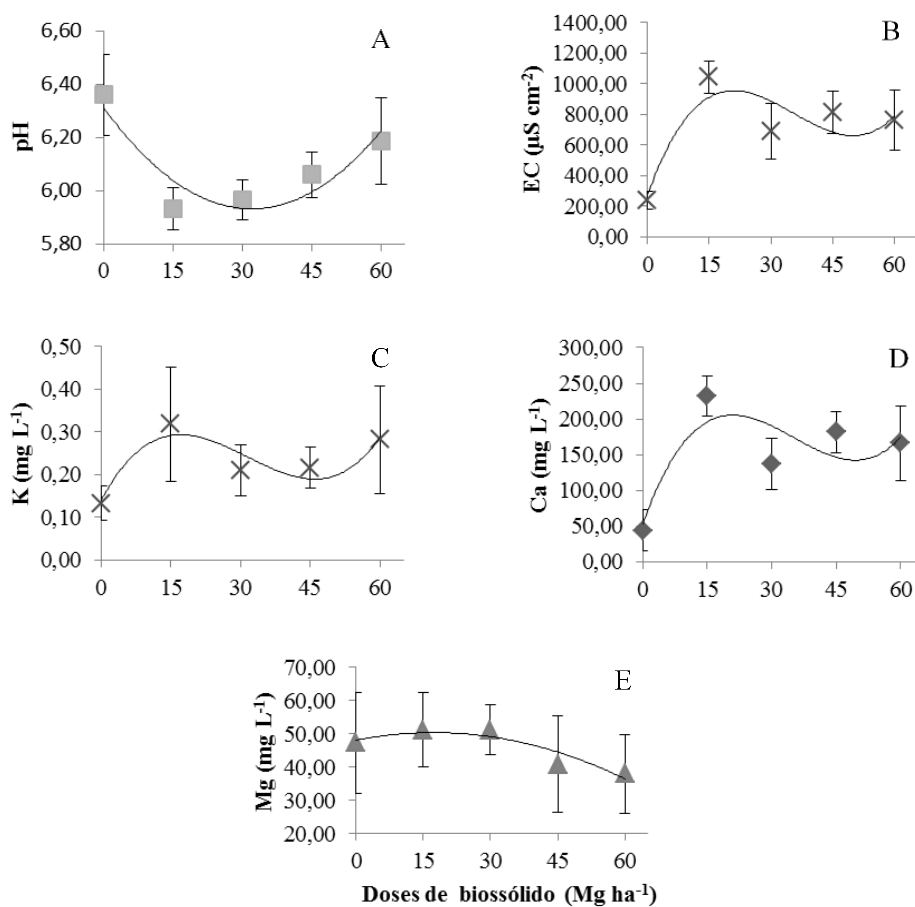 A
pH
6,60
6,40
6,20
6,00
5,80
0 15 30 45 60
B
EC (µS cm-2)
1400,00
1200,00
1000,00
800,00
600,00
400,00
200,00
0,00
0 15 30 45 60
C
K (mg L-1)
0,50
0,40
0,30
0,20
0,10
0,00
0 15 30 45 60
D
Ca (mg L-1)
300,00
250,00
200,00
150,00
100,00
50,00
0,00
0 15 30 45 60
E
Mg (mg L-1)
70,00
60,00
50,00
40,00
30,00
20,00
0 15 30 45 60
Doses de biossólido (Mg ha-1)